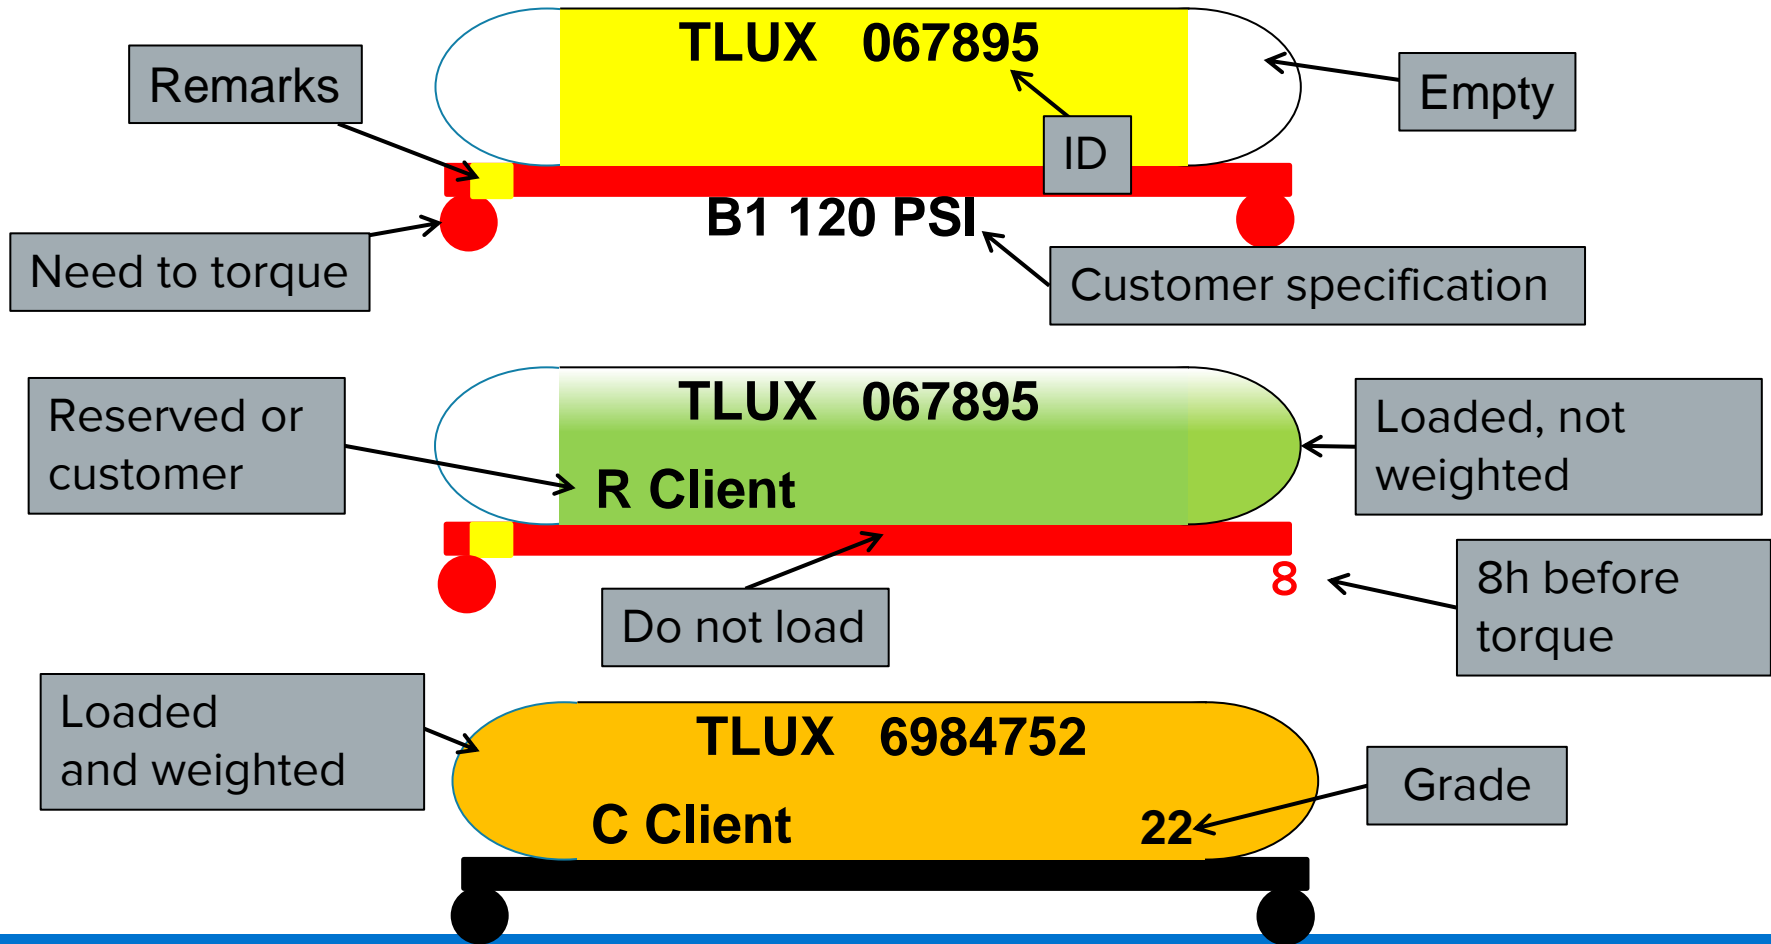 TLUX 067895
Remarks
Empty
ID
B1 120 PSI
Need to torque
Customer specification
TLUX 067895
Reserved or
customer
Loaded, not
weighted
R Client
8
8h before
torque
Do not load
Loaded
and weighted
TLUX 6984752
Grade
C Client
22